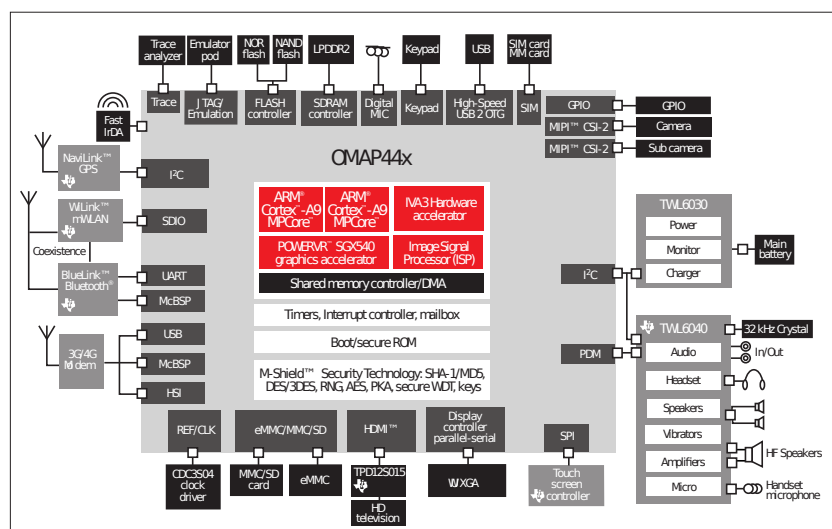 Trace
analyzer
Emulator
pod
NOR
flash
NAND
flash
LPDDR2
Keypad
USB
SIM card
MM card
Trace
JTAG/
Emulation
FLASH
controller
SDRAM
controller
Digital
MIC
Keypad
High-Speed
USB 2 OTG
SIM
GPIO
GPIO
MIPI™ CSI-2
Camera
MIPI™ CSI-2
Sub camera
Fast
IrDA
OMAP44x
NaviLink™
GPS
I²C
WiLink™
mWLAN
SDIO
Coexistence
BlueLink™
Bluetooth®
UART
McBSP
3G/4G
Modem
USB
McBSP
HSI
ARM®
Cortex™-A9
MPCore™
ARM®
Cortex™-A9
MPCore™
IVA3 Hardware
accelerator
POWERVR™ SGX540
graphics accelerator
Image Signal
Processor (ISP)
Shared memory controller/DMA
Timers, Interrupt controller, mailbox
Boot/secure ROM
M-Shield™ Security Technology: SHA-1/MD5,
DES/3DES, RNG, AES, PKA, secure WDT, keys
I²C
PDM
TWL6030
Power
Monitor
Charger
Main
battery
TWL6040
32 kHz Crystal
Audio
In/Out
Headset
Speakers
Vibrators
Amplifiers
HF Speakers
Micro
Handset
microphone
REF/CLK
eMMC/MMC/SD
HDMI™
Display
controller
parallel-serial
SPI
CDC3S04
clock
driver
MMC/SD
card
eMMC
TPD12S015
HD
television
WUXGA
Touch
screen
controller